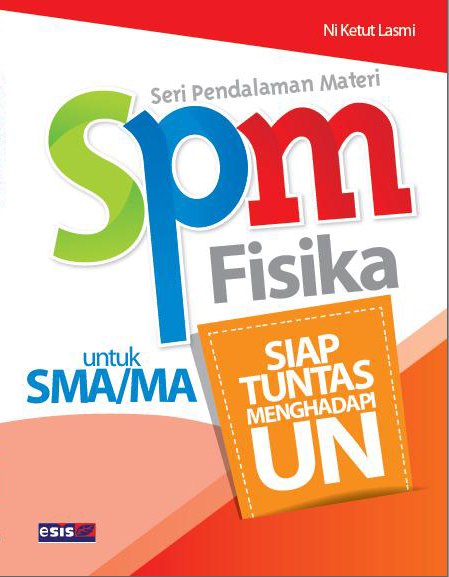 Ni Ketut Lasmi
Seri Pendalaman Materi
Spm
Fisika
untuk
SMA/MA
SIAP
TUNTAS
MENGHADAPI
UN
esis